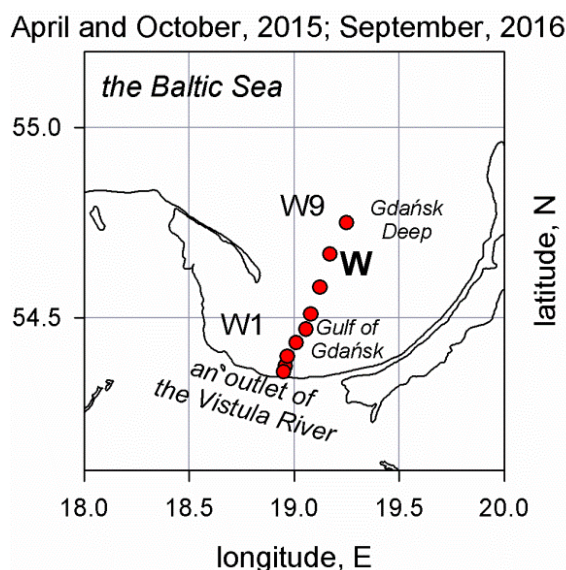 April and October, 2015; September, 2016
the Baltic Sea
55.0
W9
Gdańsk
Deep
W
latitude, N
54.5
W1
Gulf of
Gdańsk
an outlet of
the Vistula River
18.0 18.5 19.0 19.5 20.0
longitude, E